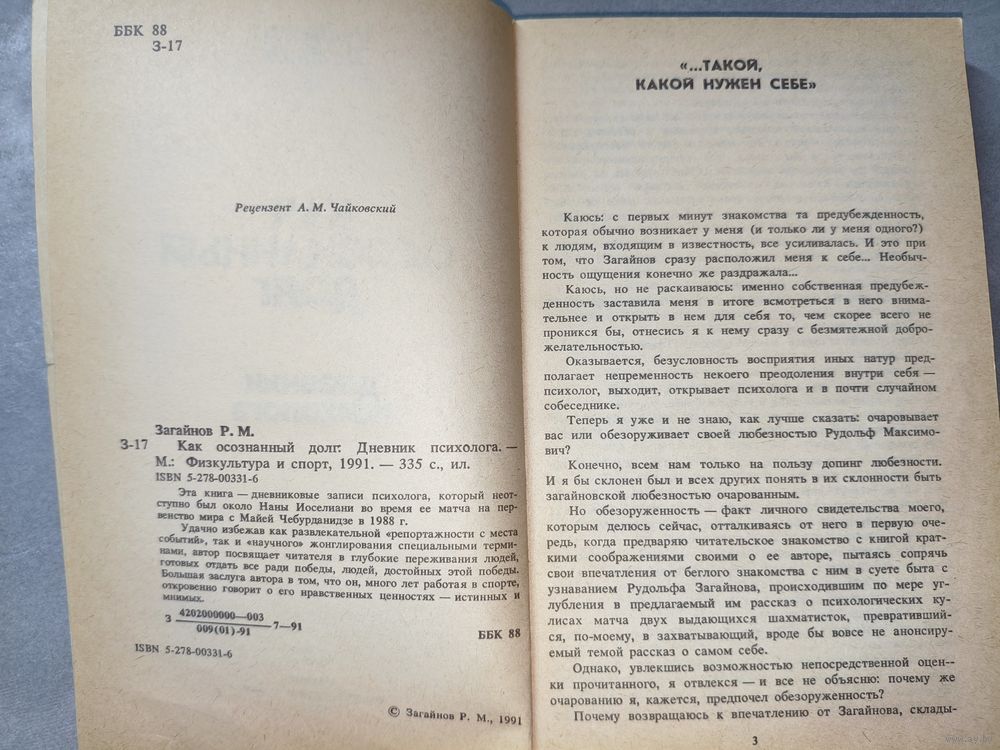 ББК 88
З-17
Рецензент А. М. Чайковский
Загайнов Р. М.
З-17 Как осознанный долг. Дневник психолога. —
М.: Физкультура и спорт, 1991. — 335 с., ил.
ISBN 5-278-00331-6
Эта книга — дневниковые записи психолога, который неот-
ступно был около Наны Иоселиани во время ее матча на пер-
венство мира с Майей Чебурданидзе в 1988 г.
Удачно избежав как развлекательной «репортажности с места
событий», так и «научного» жонглирования специальными терми-
нами, автор посвящает читателя в глубокие переживания людей,
готовых отдать все ради победы, людей, достойных этой победы.
Большая заслуга автора в том, что он, много лет работая в спорте,
откровенно говорит о его нравственных ценностях — истинных и
мнимых.
З 4202000000—003
009(01)-91
7—91
ББК 88
ISBN 5-278-00331-6
© Загайнов Р. М., 1991
«...ТАКОЙ,
КАКОЙ НУЖЕН СЕБЕ»
Каюсь: с первых минут знакомства та предубежденность,
которая обычно возникает у меня (и только ли у меня одного?)
к людям, входящим в известность, все усиливалась. И это при
том, что Загайнов сразу расположил меня к себе... Необыч-
ность ощущения конечно же раздражала...
Каюсь, но не раскаиваюсь: именно собственная предубеж-
денность заставила меня в итоге всмотреться в него внима-
тельнее и открыть в нем для себя то, чем скорее всего не
проникся бы, отнесись я к нему сразу с безмятежной добро-
желательностью.
Оказывается, безусловность восприятия иных натур пред-
полагает непременность некоего преодоления внутри себя —
психолог, выходит, открывает психолога и в почти случайном
собеседнике.
Теперь я уже и не знаю, как лучше сказать: очаровывает
вас или обезоруживает своей любезностью Рудольф Максимо-
вич?
Конечно, всем нам только на пользу допинг любезности.
И я бы склонен был и всех других понять в их склонности быть
загайновской любезностью очарованным.
Но обезоруженность — факт личного свидетельства моего,
которым делюсь сейчас, отталкиваясь от него в первую оче-
редь, когда предваряю читательское знакомство с книгой крат-
кими соображениями своими о ее авторе, пытаясь сопрячь
свои впечатления от беглого знакомства с ним в суете быта с
узнаванием Рудольфа Загайнова, происходившим по мере уг-
лубления в предлагаемый им рассказ о психологических ку-
лисах матча двух выдающихся шахматисток, превративший-
ся, по-моему, в захватывающий, вроде бы вовсе не анонсиру-
емый темой рассказ о самом себе.
Однако, увлекшись возможностью непосредственной оцен-
ки прочитанного, я отвлекся — и все не объясню: почему же
очарованию я, кажется, предпочел обезоруженность?
Почему возвращаюсь к впечатлению от Загайнова, склады-
3